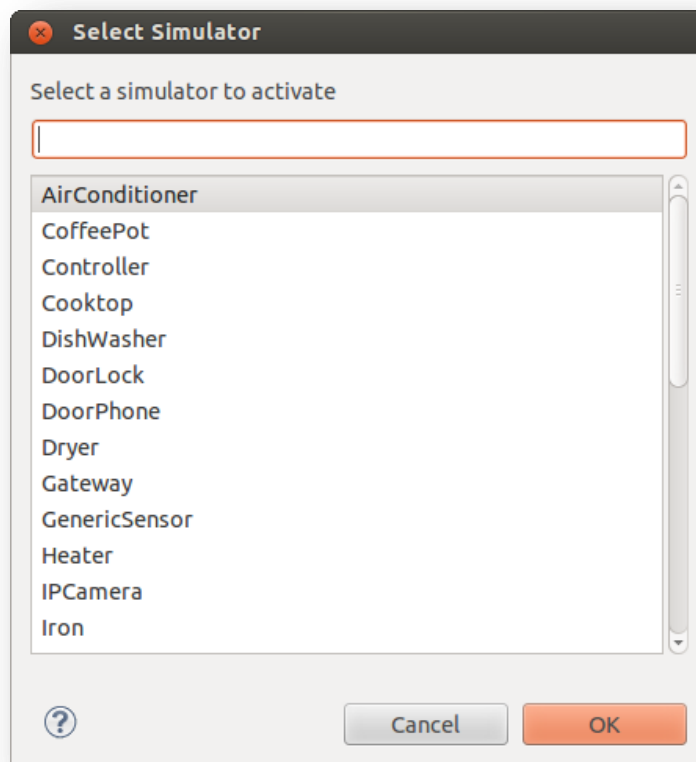 Select Simulator
Select a simulator to activate
AirConditioner
CoffeePot
Controller
Cooktop
DishWasher
DoorLock
DoorPhone
Dryer
Gateway
GenericSensor
Heater
IPCamera
Iron
?
Cancel OK